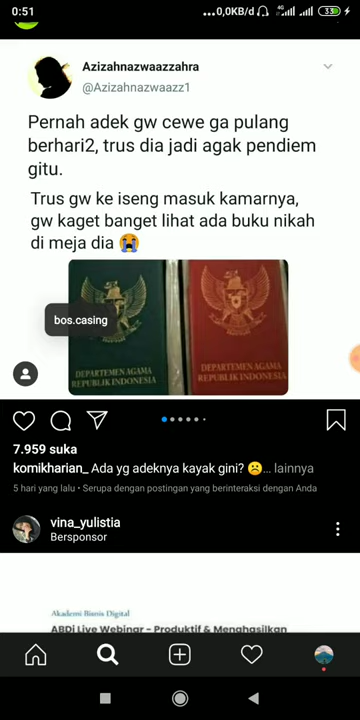 0:51
...0,0KB/d 4G 33
Azizahnazwaazzahra
@Azizahnazwaazz1
Pernah adek gw cewe ga pulang
berhari2, trus dia jadi agak pendiem
gitu.
Trus gw ke iseng masuk kamarnya,
gw kaget banget lihat ada buku nikah
di meja dia 😭
bos.casing
DEPARTEMEN AGAMA
REPUBLIK INDONESIA
DEPARTEMEN AGAMA
REPUBLIK INDONESIA
7.959 suka
komikharian_ Ada yg adeknya kayak gini? ☹️... lainnya
5 hari yang lalu • Serupa dengan postingan yang berinteraksi dengan Anda
vina_yulistia
Bersponsor
Akademi Bisnis Digital
ABDi Live Webinar - Produktif & Menghasilkan